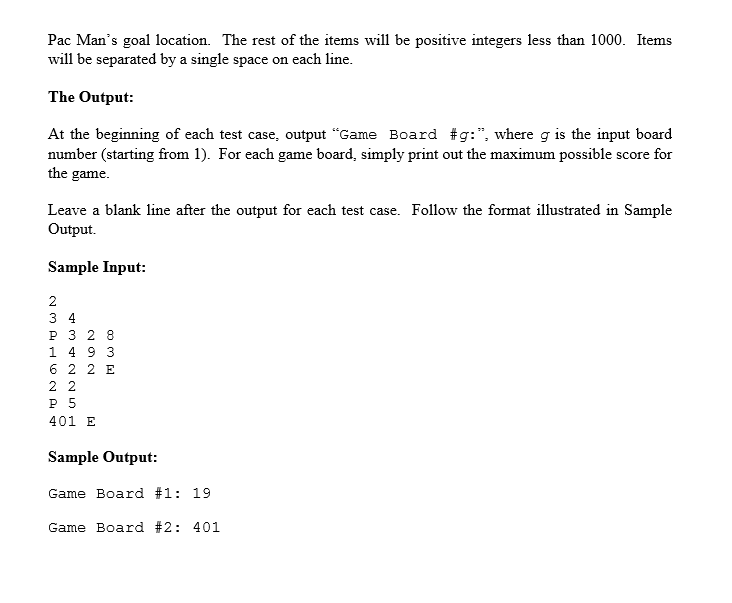 Pac Man's goal location.  The rest of the items will be positive integers less than 1000.  Items
will be separated by a single space on each line.
The Output:
At the beginning of each test case, output “Game Board #g:”, where g is the input board
number (starting from 1).  For each game board, simply print out the maximum possible score for
the game.
Leave a blank line after the output for each test case.  Follow the format illustrated in Sample
Output.
Sample Input:
2
3 4
P 3 2 8
1 4 9 3
6 2 2 E
2 2
P 5
401 E
Sample Output:
Game Board #1: 19
Game Board #2: 401